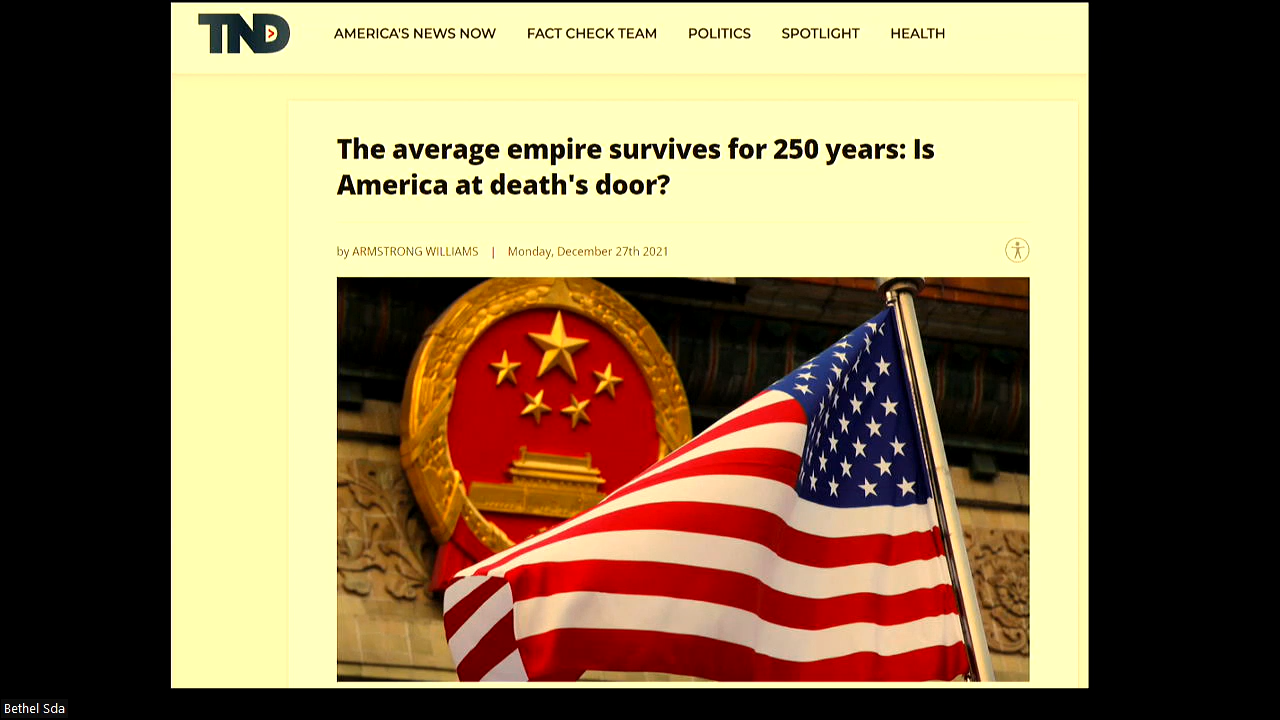 TND
AMERICA'S NEWS NOW
FACT CHECK TEAM
POLITICS
SPOTLIGHT
HEALTH
The average empire survives for 250 years: Is
America at death's door?
by ARMSTRONG WILLIAMS | Monday, December 27th 2021
Bethel Sda